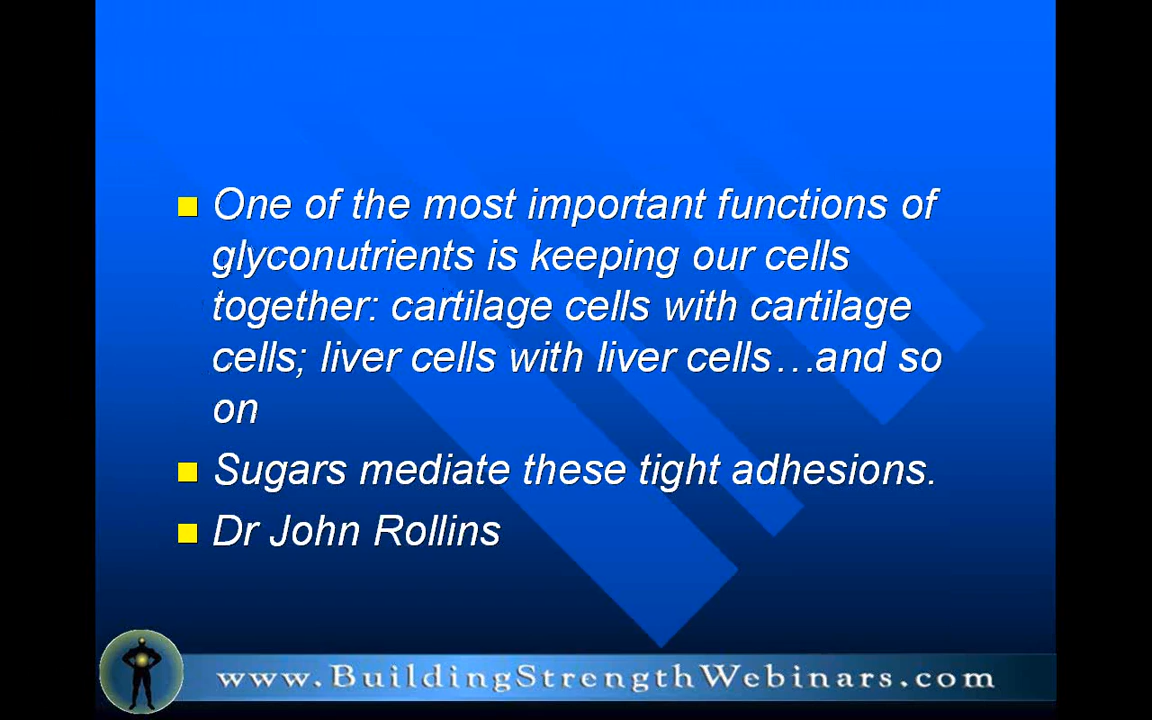 One of the most important functions of
glyconutrients is keeping our cells
together: cartilage cells with cartilage
cells; liver cells with liver cells…and so
on
Sugars mediate these tight adhesions.
Dr John Rollins
www.BuildingStrengthWebinars.com